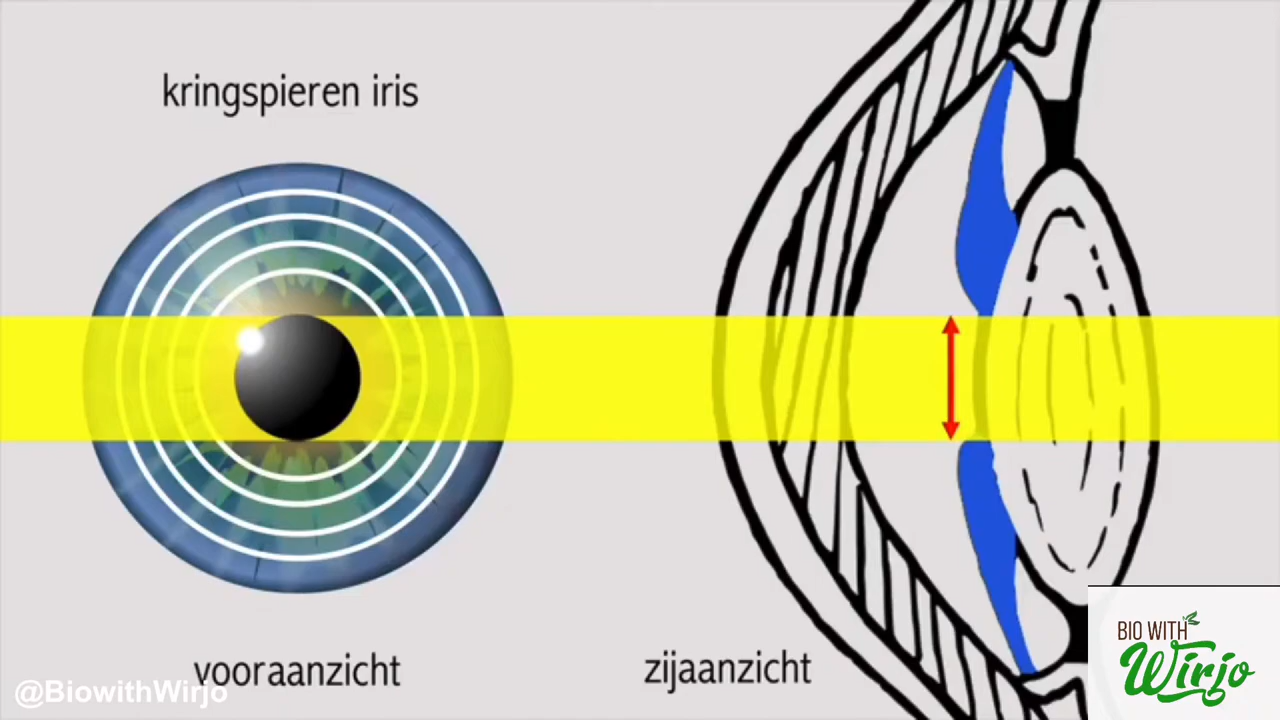 kringspieren iris
vooraanzicht
zijaanzicht
@BiowithWirjo
BIO WITH
Wirjo